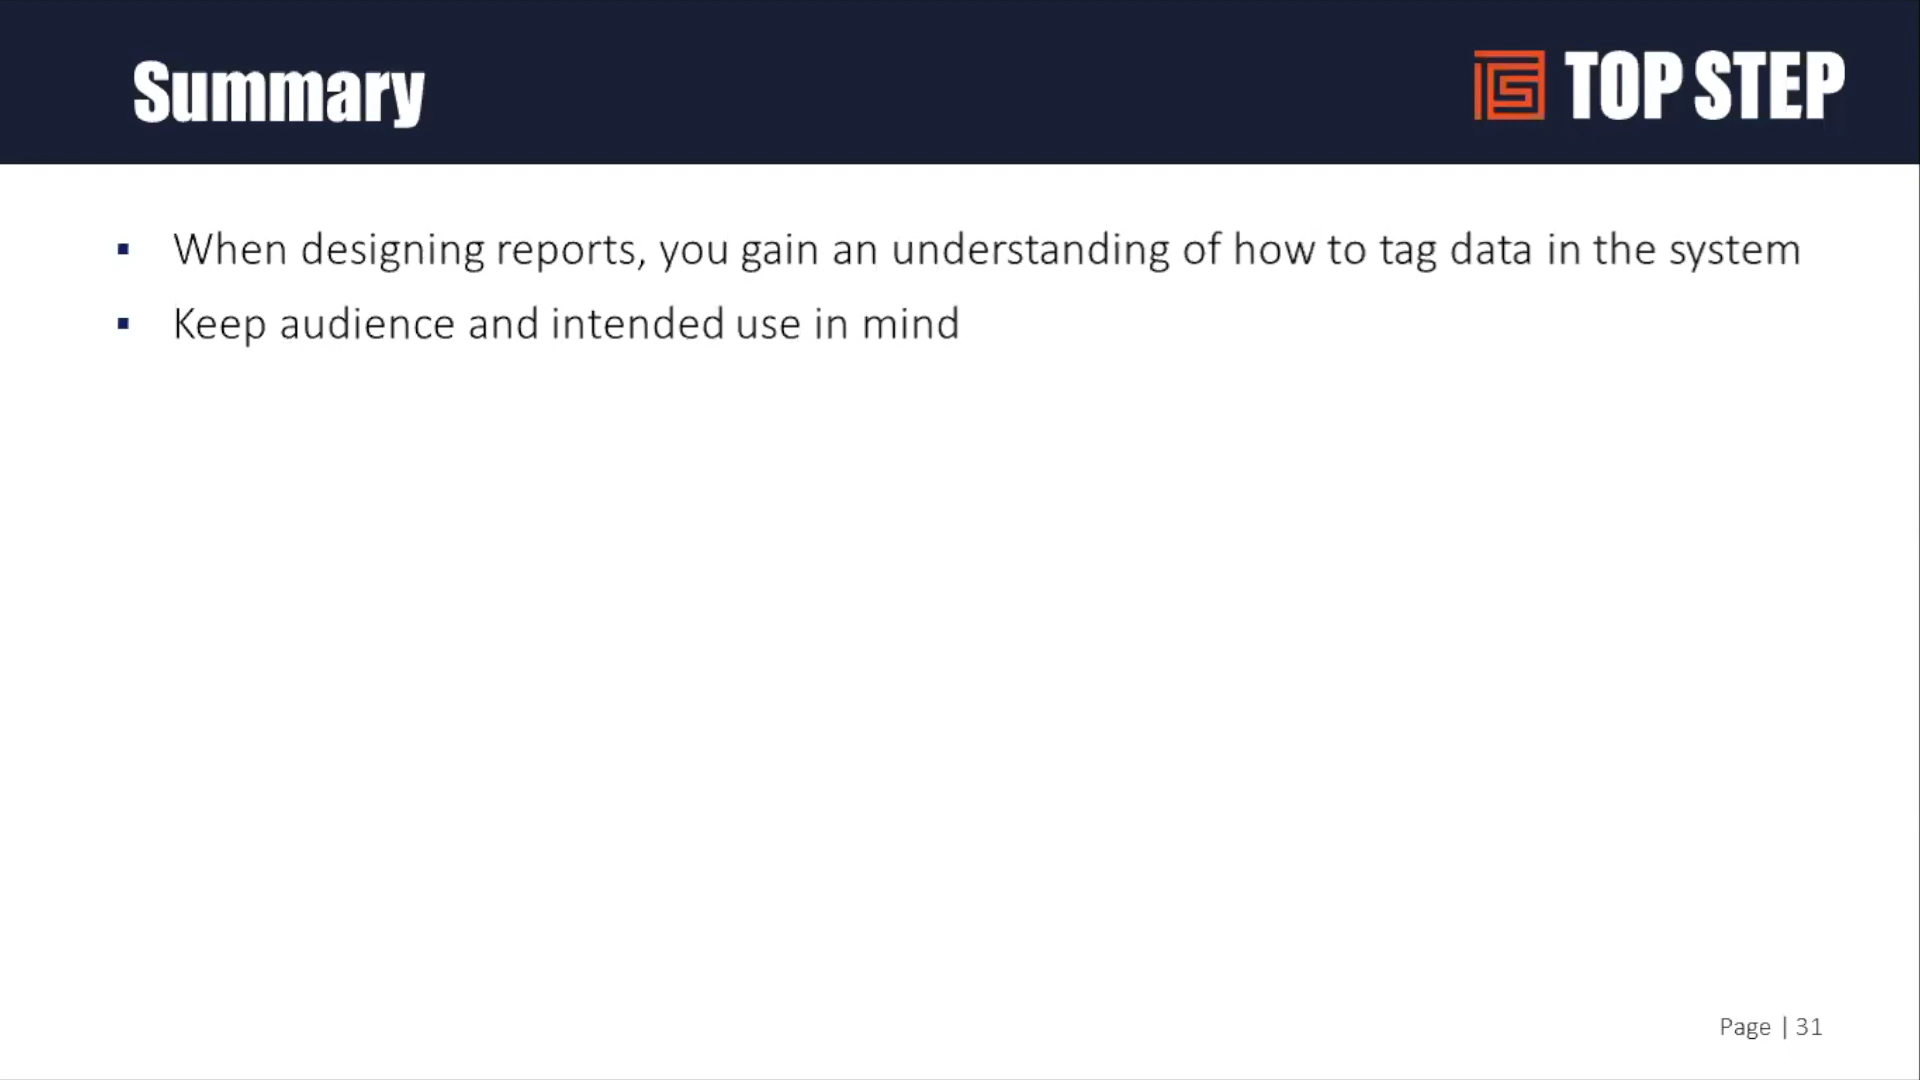 Summary
TOP STEP
▪ When designing reports, you gain an understanding of how to tag data in the system
▪ Keep audience and intended use in mind
Page | 31